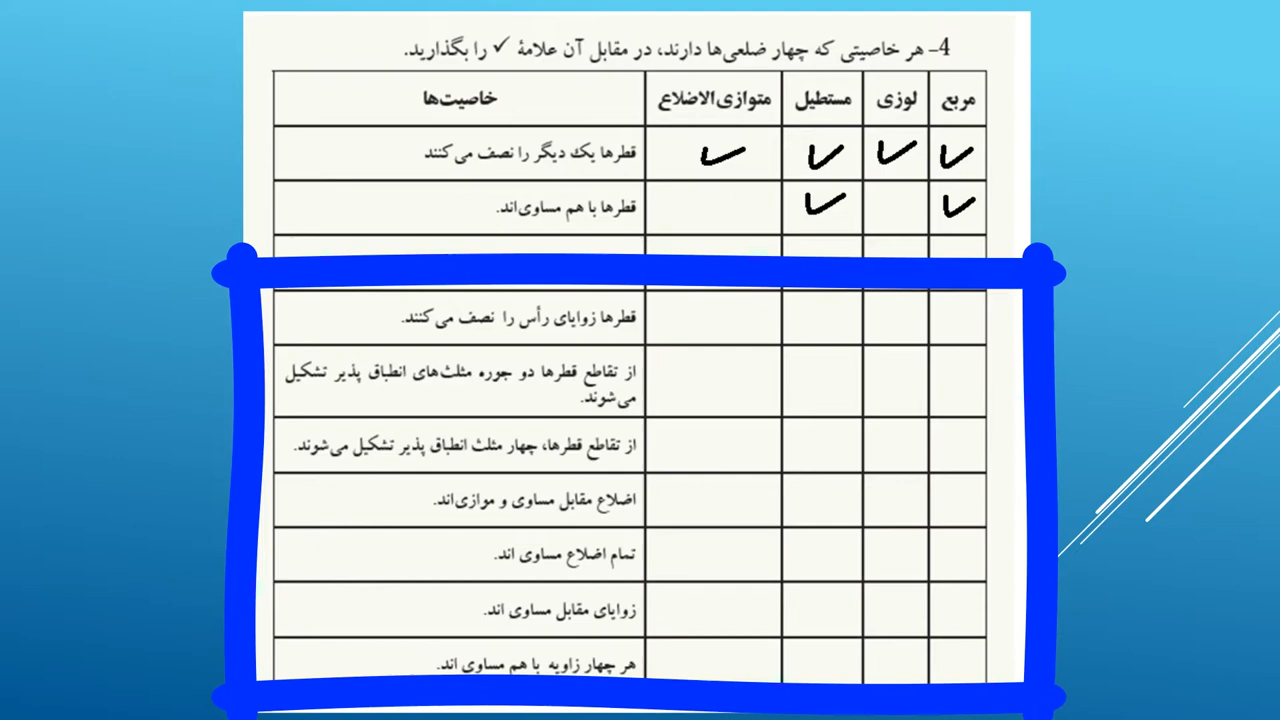 4- هر خاصیتی که چهار ضلعی‌ها دارند، در مقابل آن علامهٔ ✓ را بگذارید.
مربع لوزی مستطیل متوازی‌الاضلاع خاصیت‌ها
✓ ✓ ✓ ✓ قطرها یک دیگر را نصف می‌کنند
✓ ✓ قطرها با هم مساوی‌اند.
قطرها زوایای رأس را نصف می‌کنند.
از تقاطع قطرها دو جوره مثلث‌های انطباق پذیر تشکیل
می‌شوند.
از تقاطع قطرها، چهار مثلث انطباق پذیر تشکیل می‌شوند.
اضلاع مقابل مساوی و موازی‌اند.
تمام اضلاع مساوی اند.
زوایای مقابل مساوی اند.
هر چهار زاویه با هم مساوی اند.